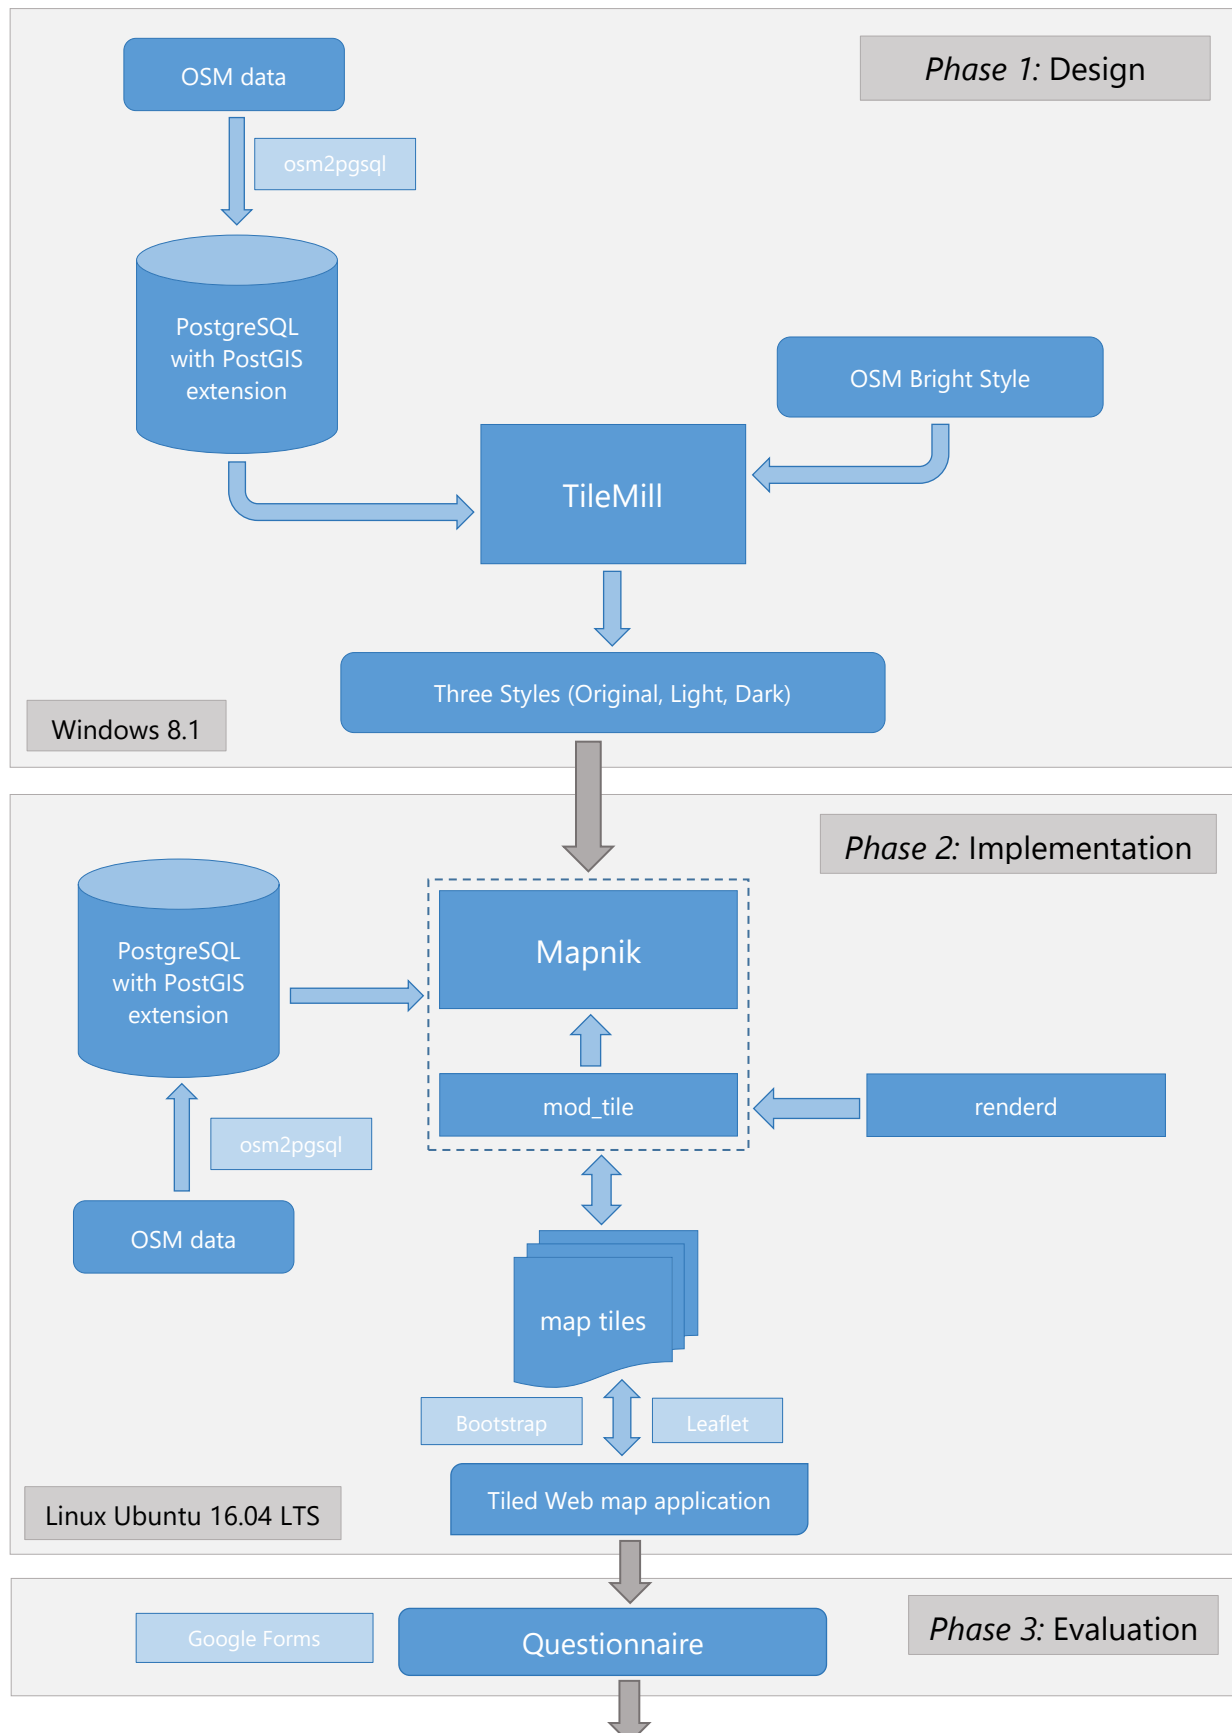 Phase 1: Design
OSM data
osm2pgsql
PostgreSQL
with PostGIS
extension
OSM Bright Style
TileMill
Three Styles (Original, Light, Dark)
Windows 8.1
Phase 2: Implementation
PostgreSQL
with PostGIS
extension
Mapnik
mod_tile
renderd
osm2pgsql
OSM data
map tiles
Bootstrap
Leaflet
Tiled Web map application
Linux Ubuntu 16.04 LTS
Phase 3: Evaluation
Google Forms
Questionnaire